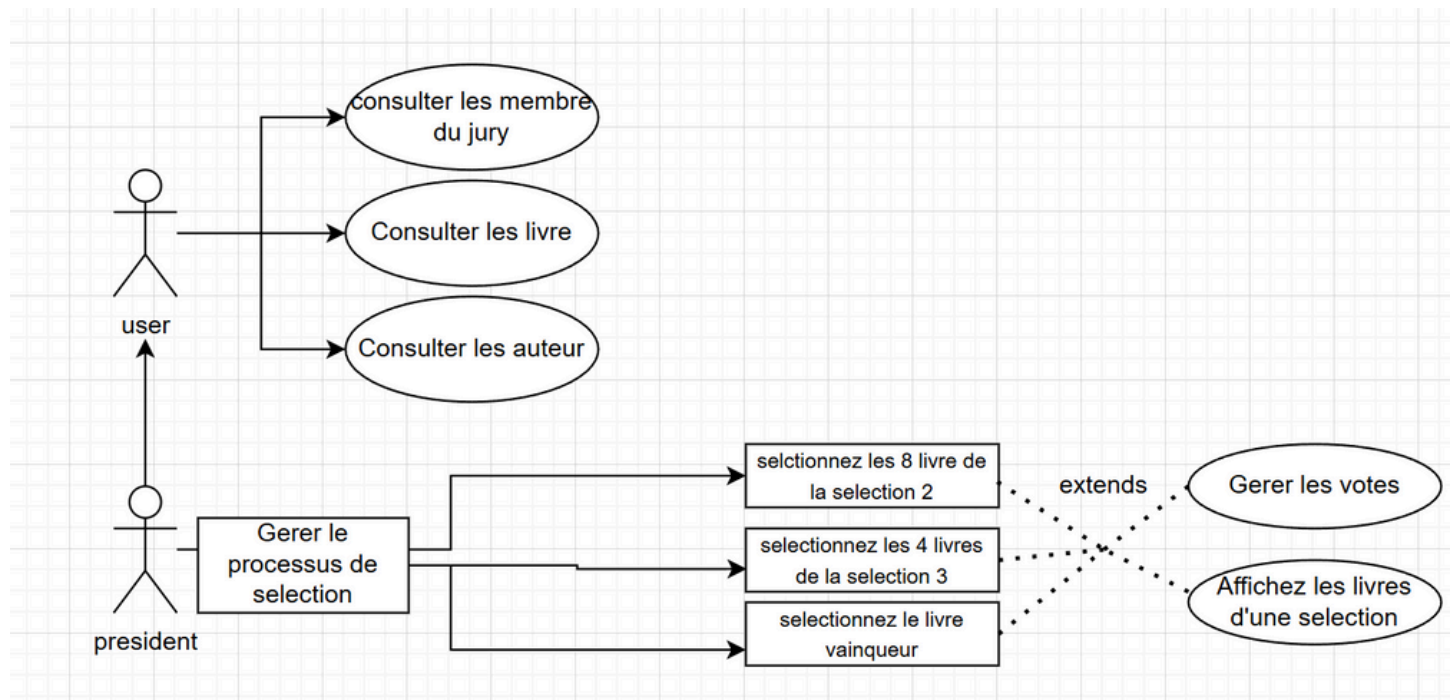 consulter les membre
du jury
Consulter les livre
user
Consulter les auteur
selctionnez les 8 livre de
la selection 2
extends
Gerer les votes
Gerer le
processus de
selection
selectionnez les 4 livres
de la selection 3
Affichez les livres
d'une selection
selectionnez le livre
vainqueur
president